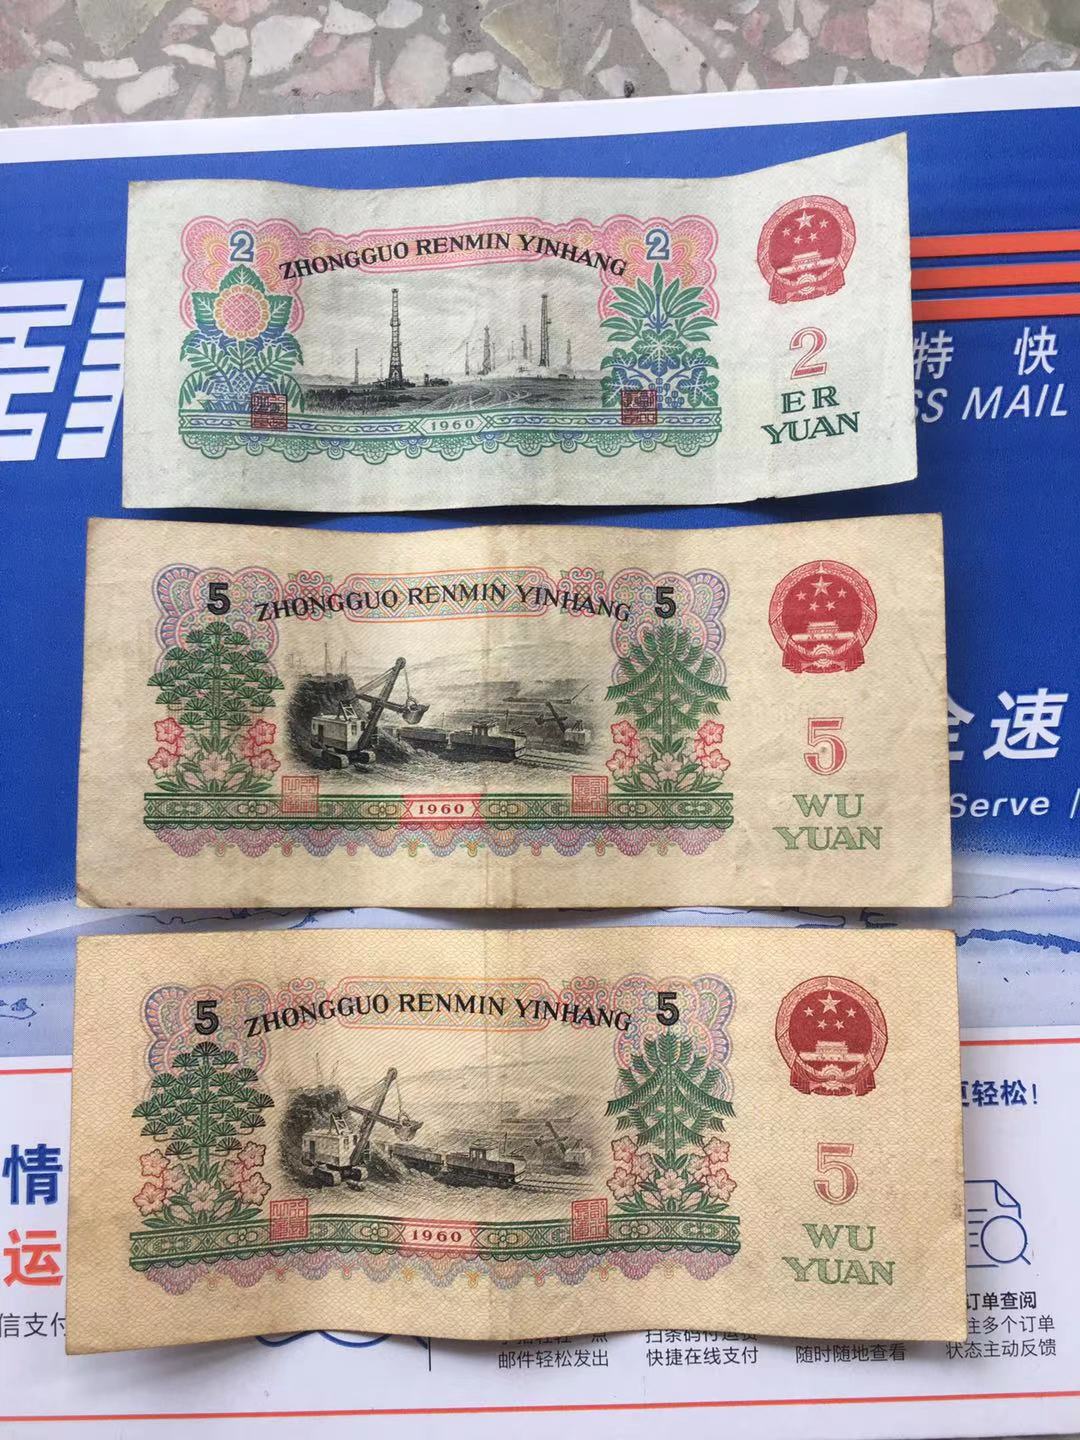 2
2
ZHONGGUO RENMIN YINHANG
1960
2
ER
YUAN
特 快
SS MAIL
5
5
ZHONGGUO RENMIN YINHANG
1960
5
WU
YUAN
全速
Serve
5
5
ZHONGGUO RENMIN YINHANG
1960
5
WU
YUAN
更轻松!
情
运
信支付
邮件轻松发出
扫条码付运费
快捷在线支付
随时随地查看
订单查阅
往多个订单
状态主动反馈